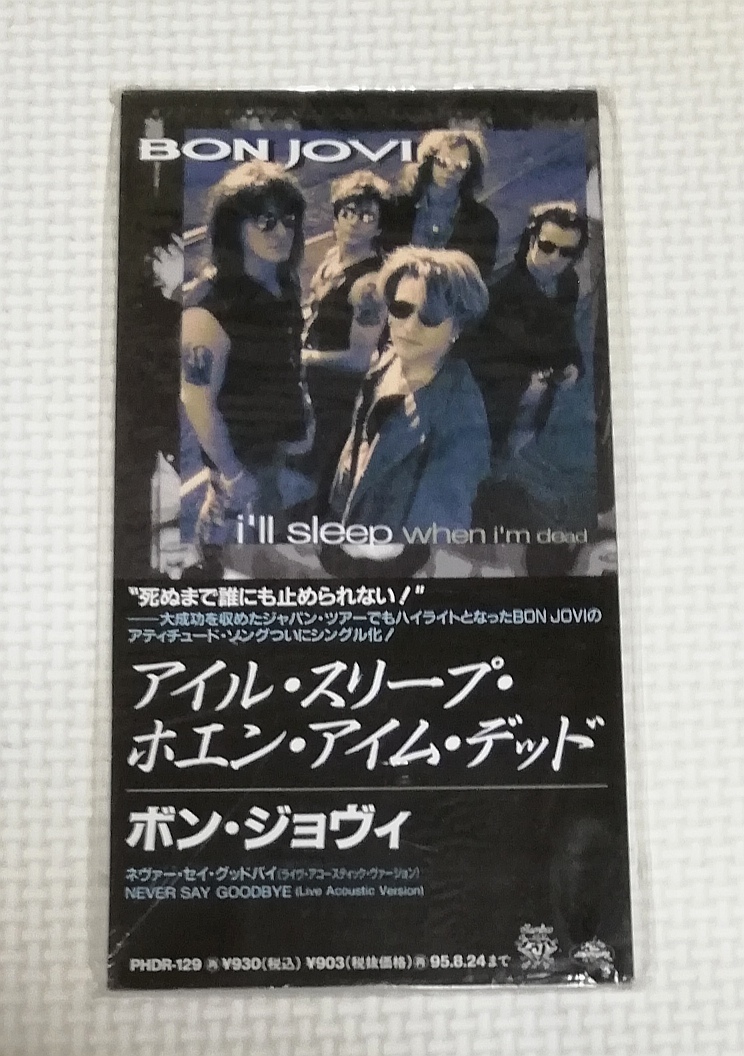 BON JOVI
i'll sleep when i'm dead
“死ぬまで誰にも止められない！”
——大成功を収めたジャパン・ツアーでもハイライトとなったBON JOVIの
アティチュード・ソングついにシングル化！
アイル・スリープ・
ホエン・アイム・デッド
ボン・ジョヴィ
ネヴァー・セイ・グッドバイ(ライヴ・アコースティック・ヴァージョン)
NEVER SAY GOODBYE (Live Acoustic Version)
PHDR-129 再 ¥930(税込) ¥903(税抜価格) 再 95.8.24まで